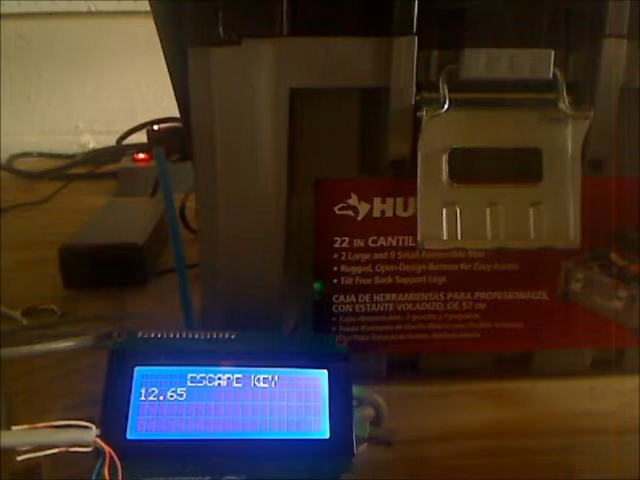 HU
22 IN CANTIL
• 2 Large and 9 Small Removable Bins
• Rugged, Open-Design Bottom for Easy Access
• Tilt Free Back Support Legs
CAJA DE HERRAMIENTAS PARA PROFESIONALES,
CON ESTANTE VOLADIZO, DE 57 cm
ESCAPE KEY
12.65